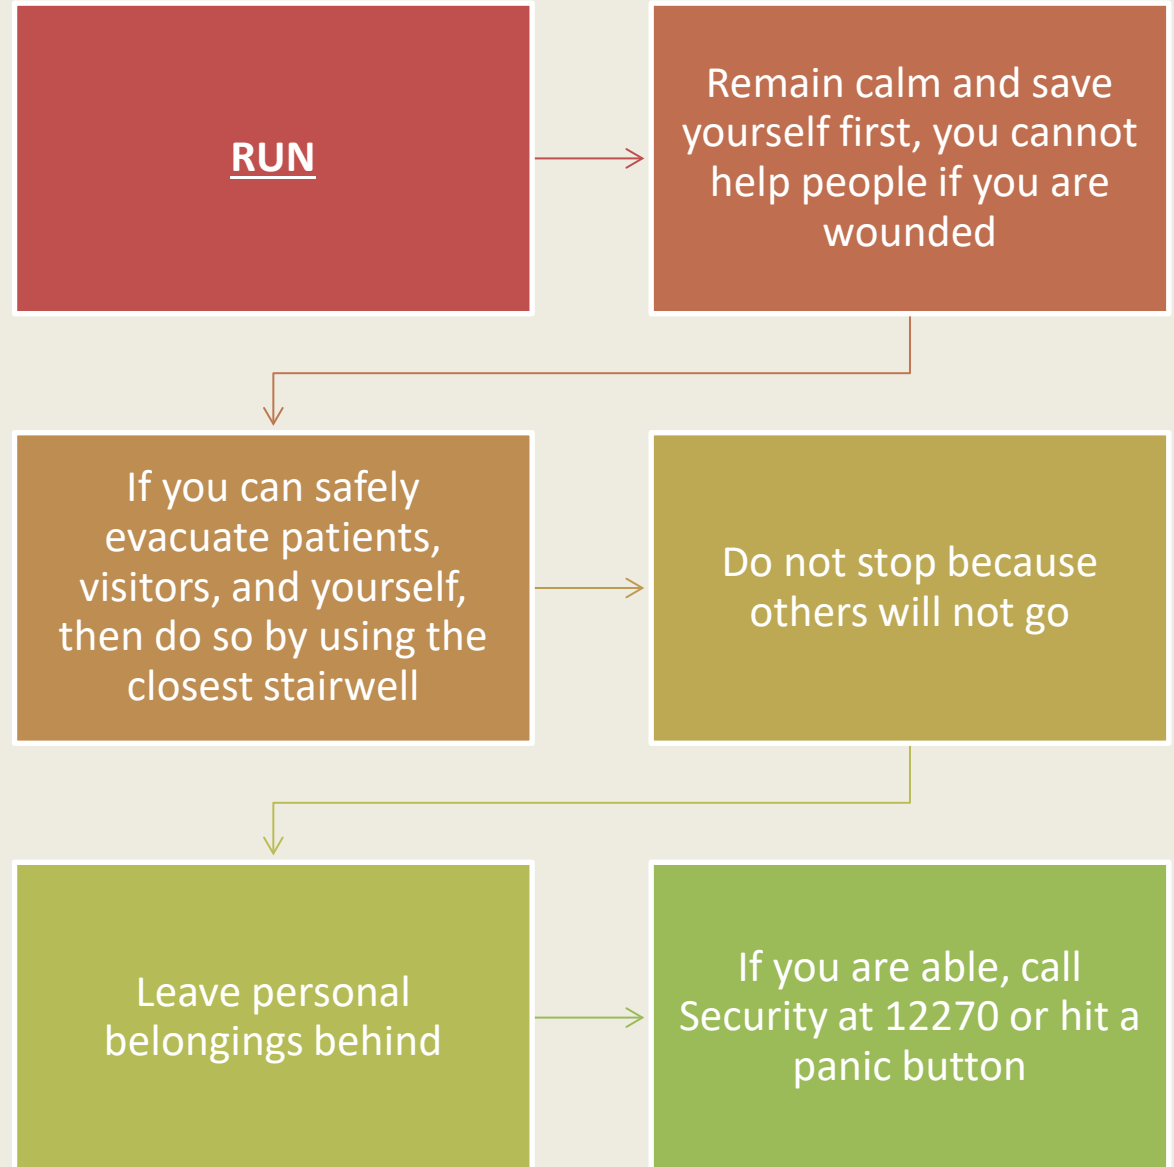 RUN
Remain calm and save
yourself first, you cannot
help people if you are
wounded
If you can safely
evacuate patients,
visitors, and yourself,
then do so by using the
closest stairwell
Do not stop because
others will not go
Leave personal
belongings behind
If you are able, call
Security at 12270 or hit a
panic button